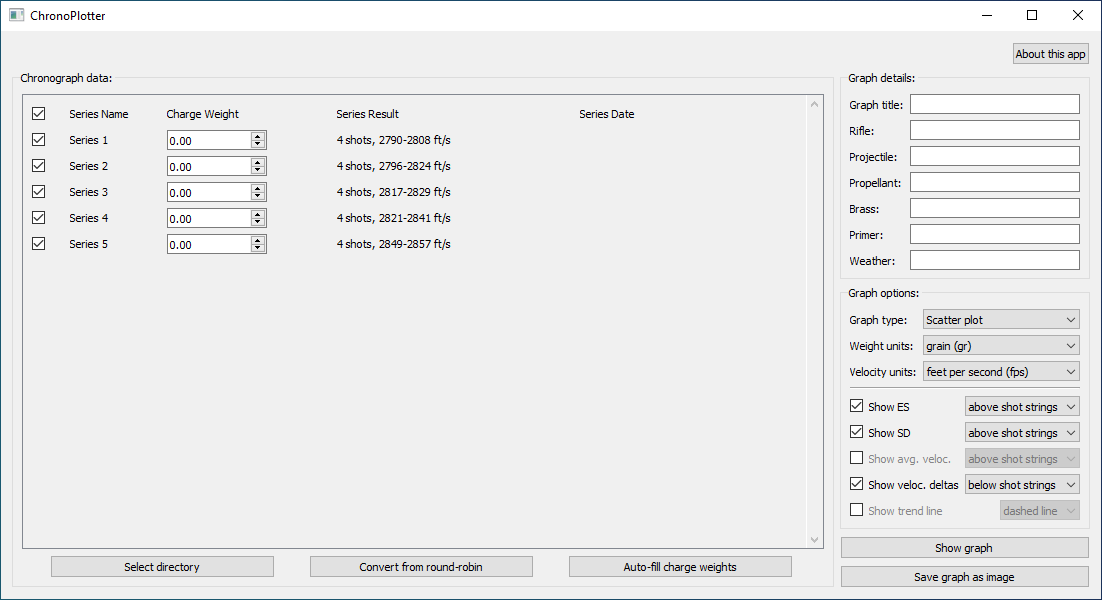 ChronoPlotter
About this app
Chronograph data:
Series Name Charge Weight Series Result Series Date
Series 1 0.00 4 shots, 2790-2808 ft/s
Series 2 0.00 4 shots, 2796-2824 ft/s
Series 3 0.00 4 shots, 2817-2829 ft/s
Series 4 0.00 4 shots, 2821-2841 ft/s
Series 5 0.00 4 shots, 2849-2857 ft/s
Select directory Convert from round-robin Auto-fill charge weights
Graph details:
Graph title:
Rifle:
Projectile:
Propellant:
Brass:
Primer:
Weather:
Graph options:
Graph type: Scatter plot
Weight units: grain (gr)
Velocity units: feet per second (fps)
Show ES above shot strings
Show SD above shot strings
Show avg. veloc. above shot strings
Show veloc. deltas below shot strings
Show trend line dashed line
Show graph
Save graph as image